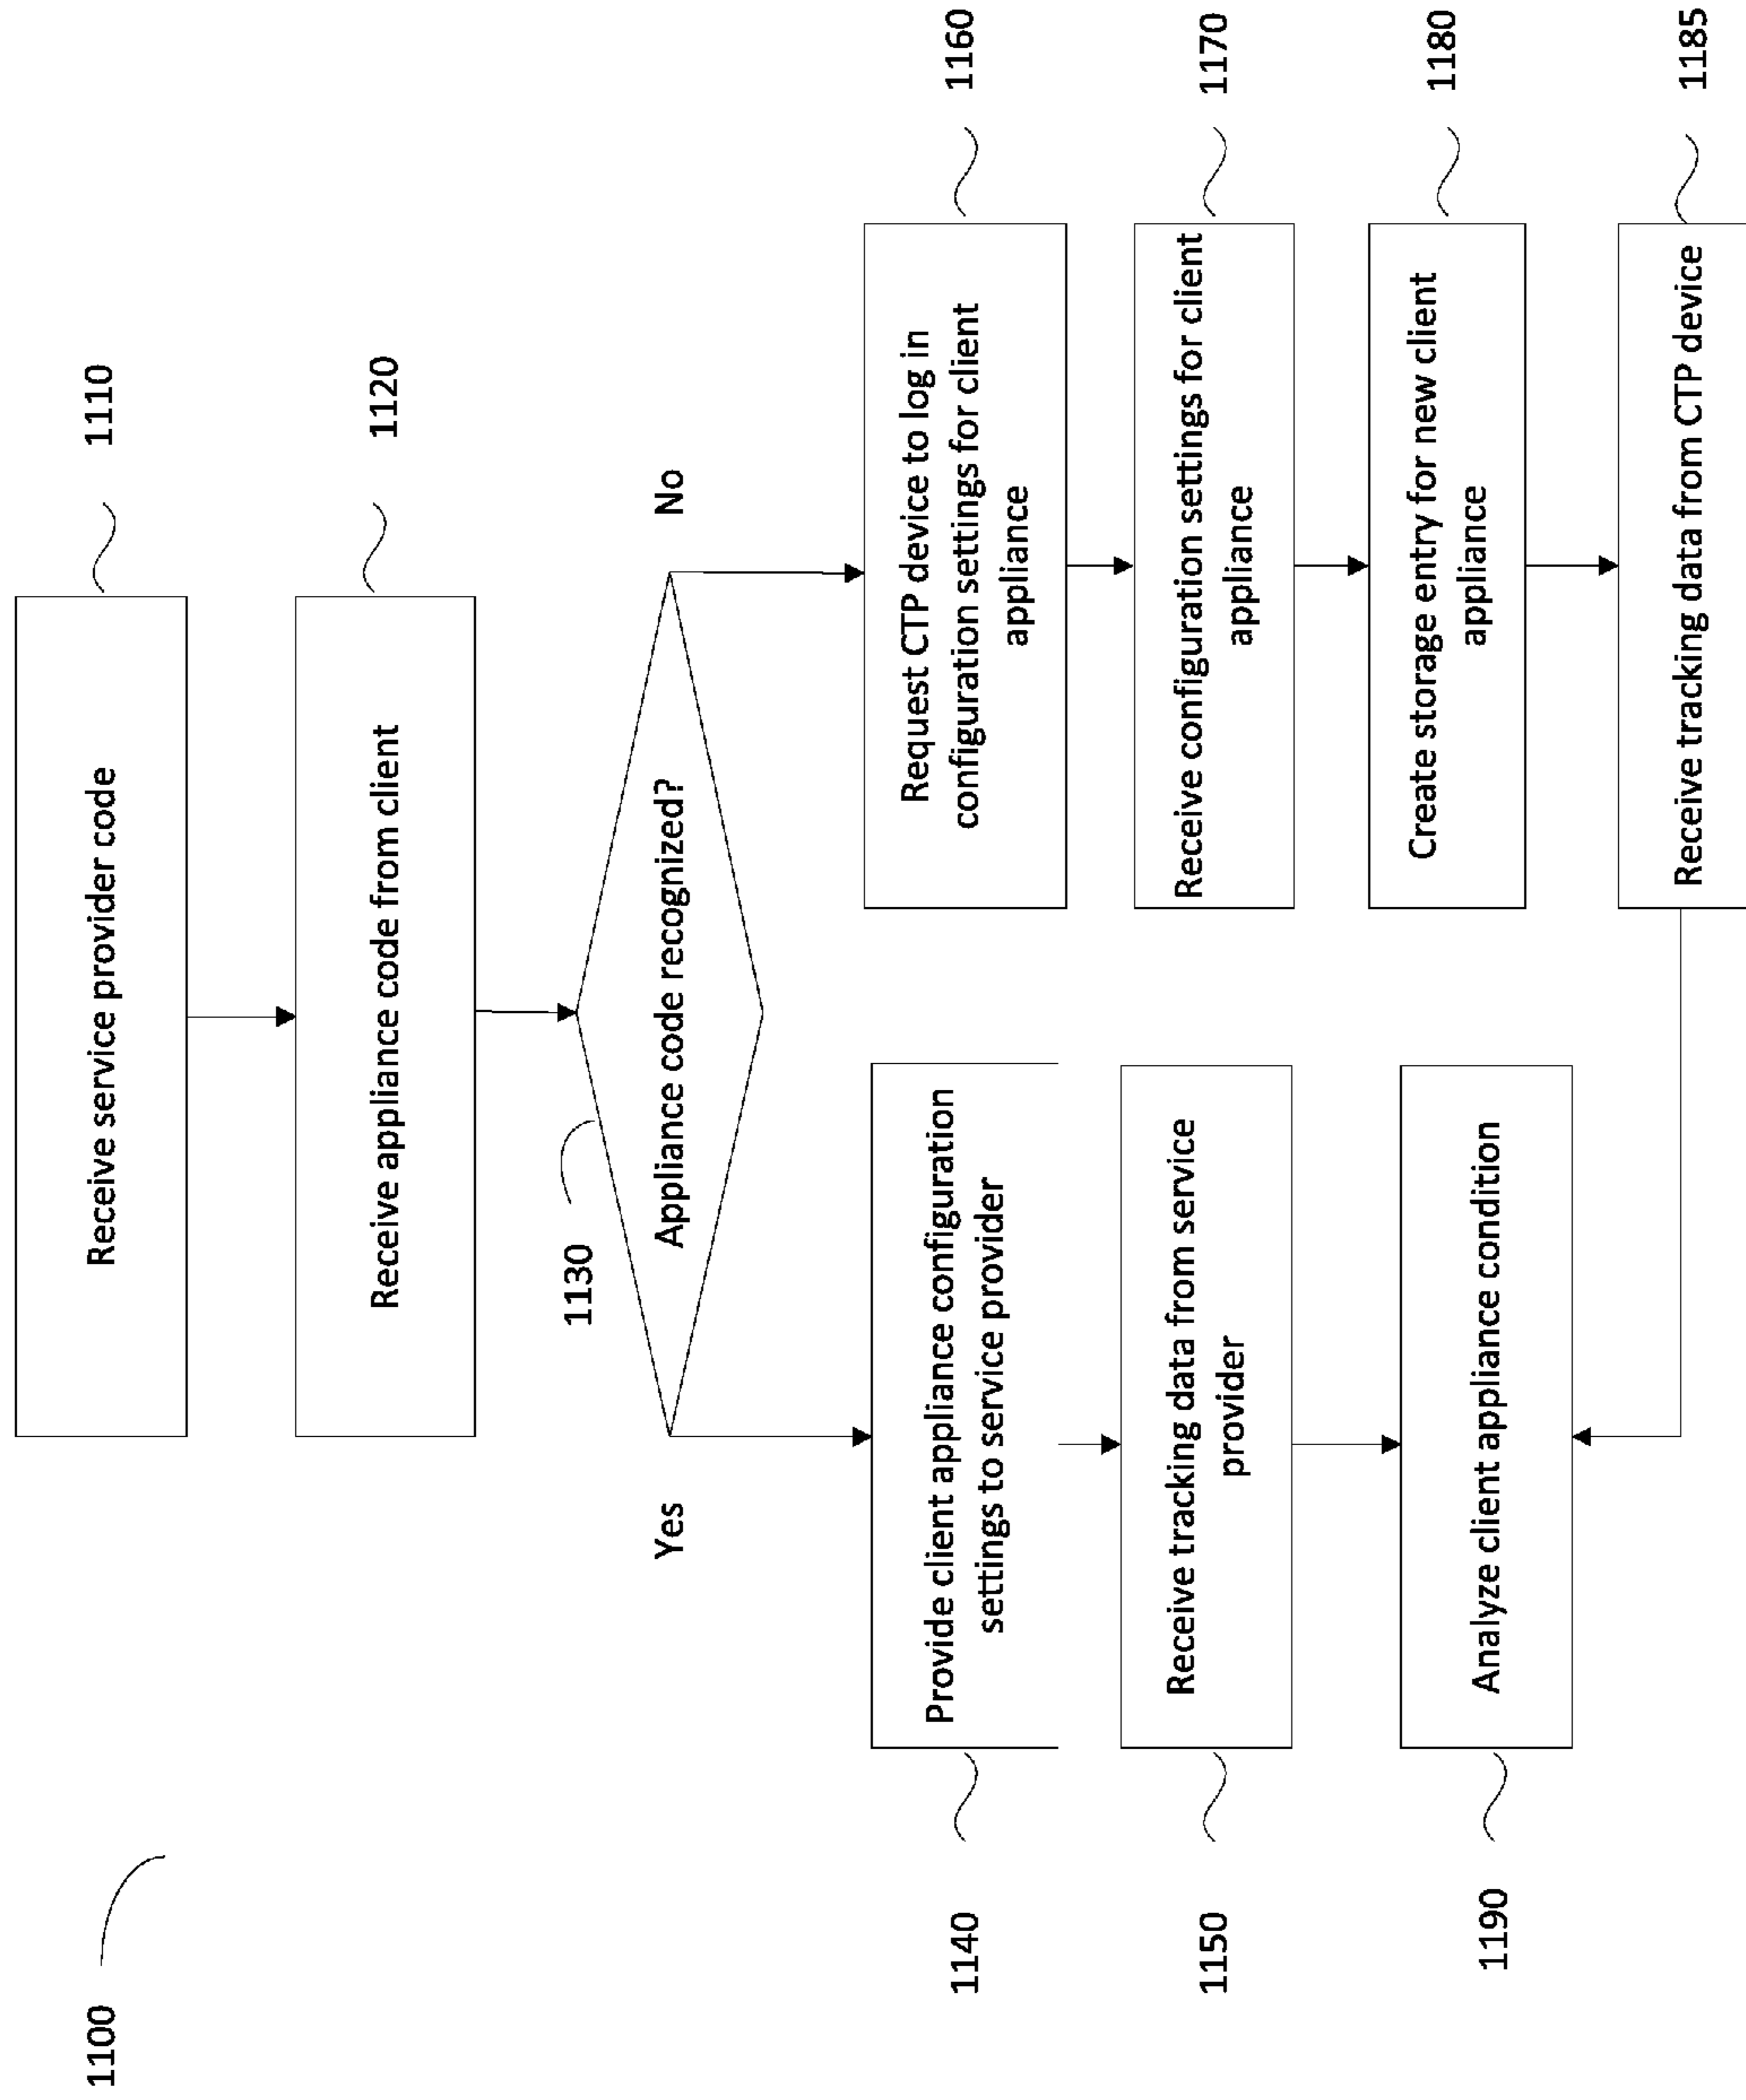 1100
Receive service provider code
1110
Receive appliance code from client
1120
1130
Appliance code recognized?
Yes
No
1140
Provide client appliance configuration
settings to service provider
Request CTP device to log in
configuration settings for client
appliance
1160
1150
Receive tracking data from service
provider
Receive configuration settings for client
appliance
1170
1190
Analyze client appliance condition
Create storage entry for new client
appliance
1180
Receive tracking data from CTP device
1185